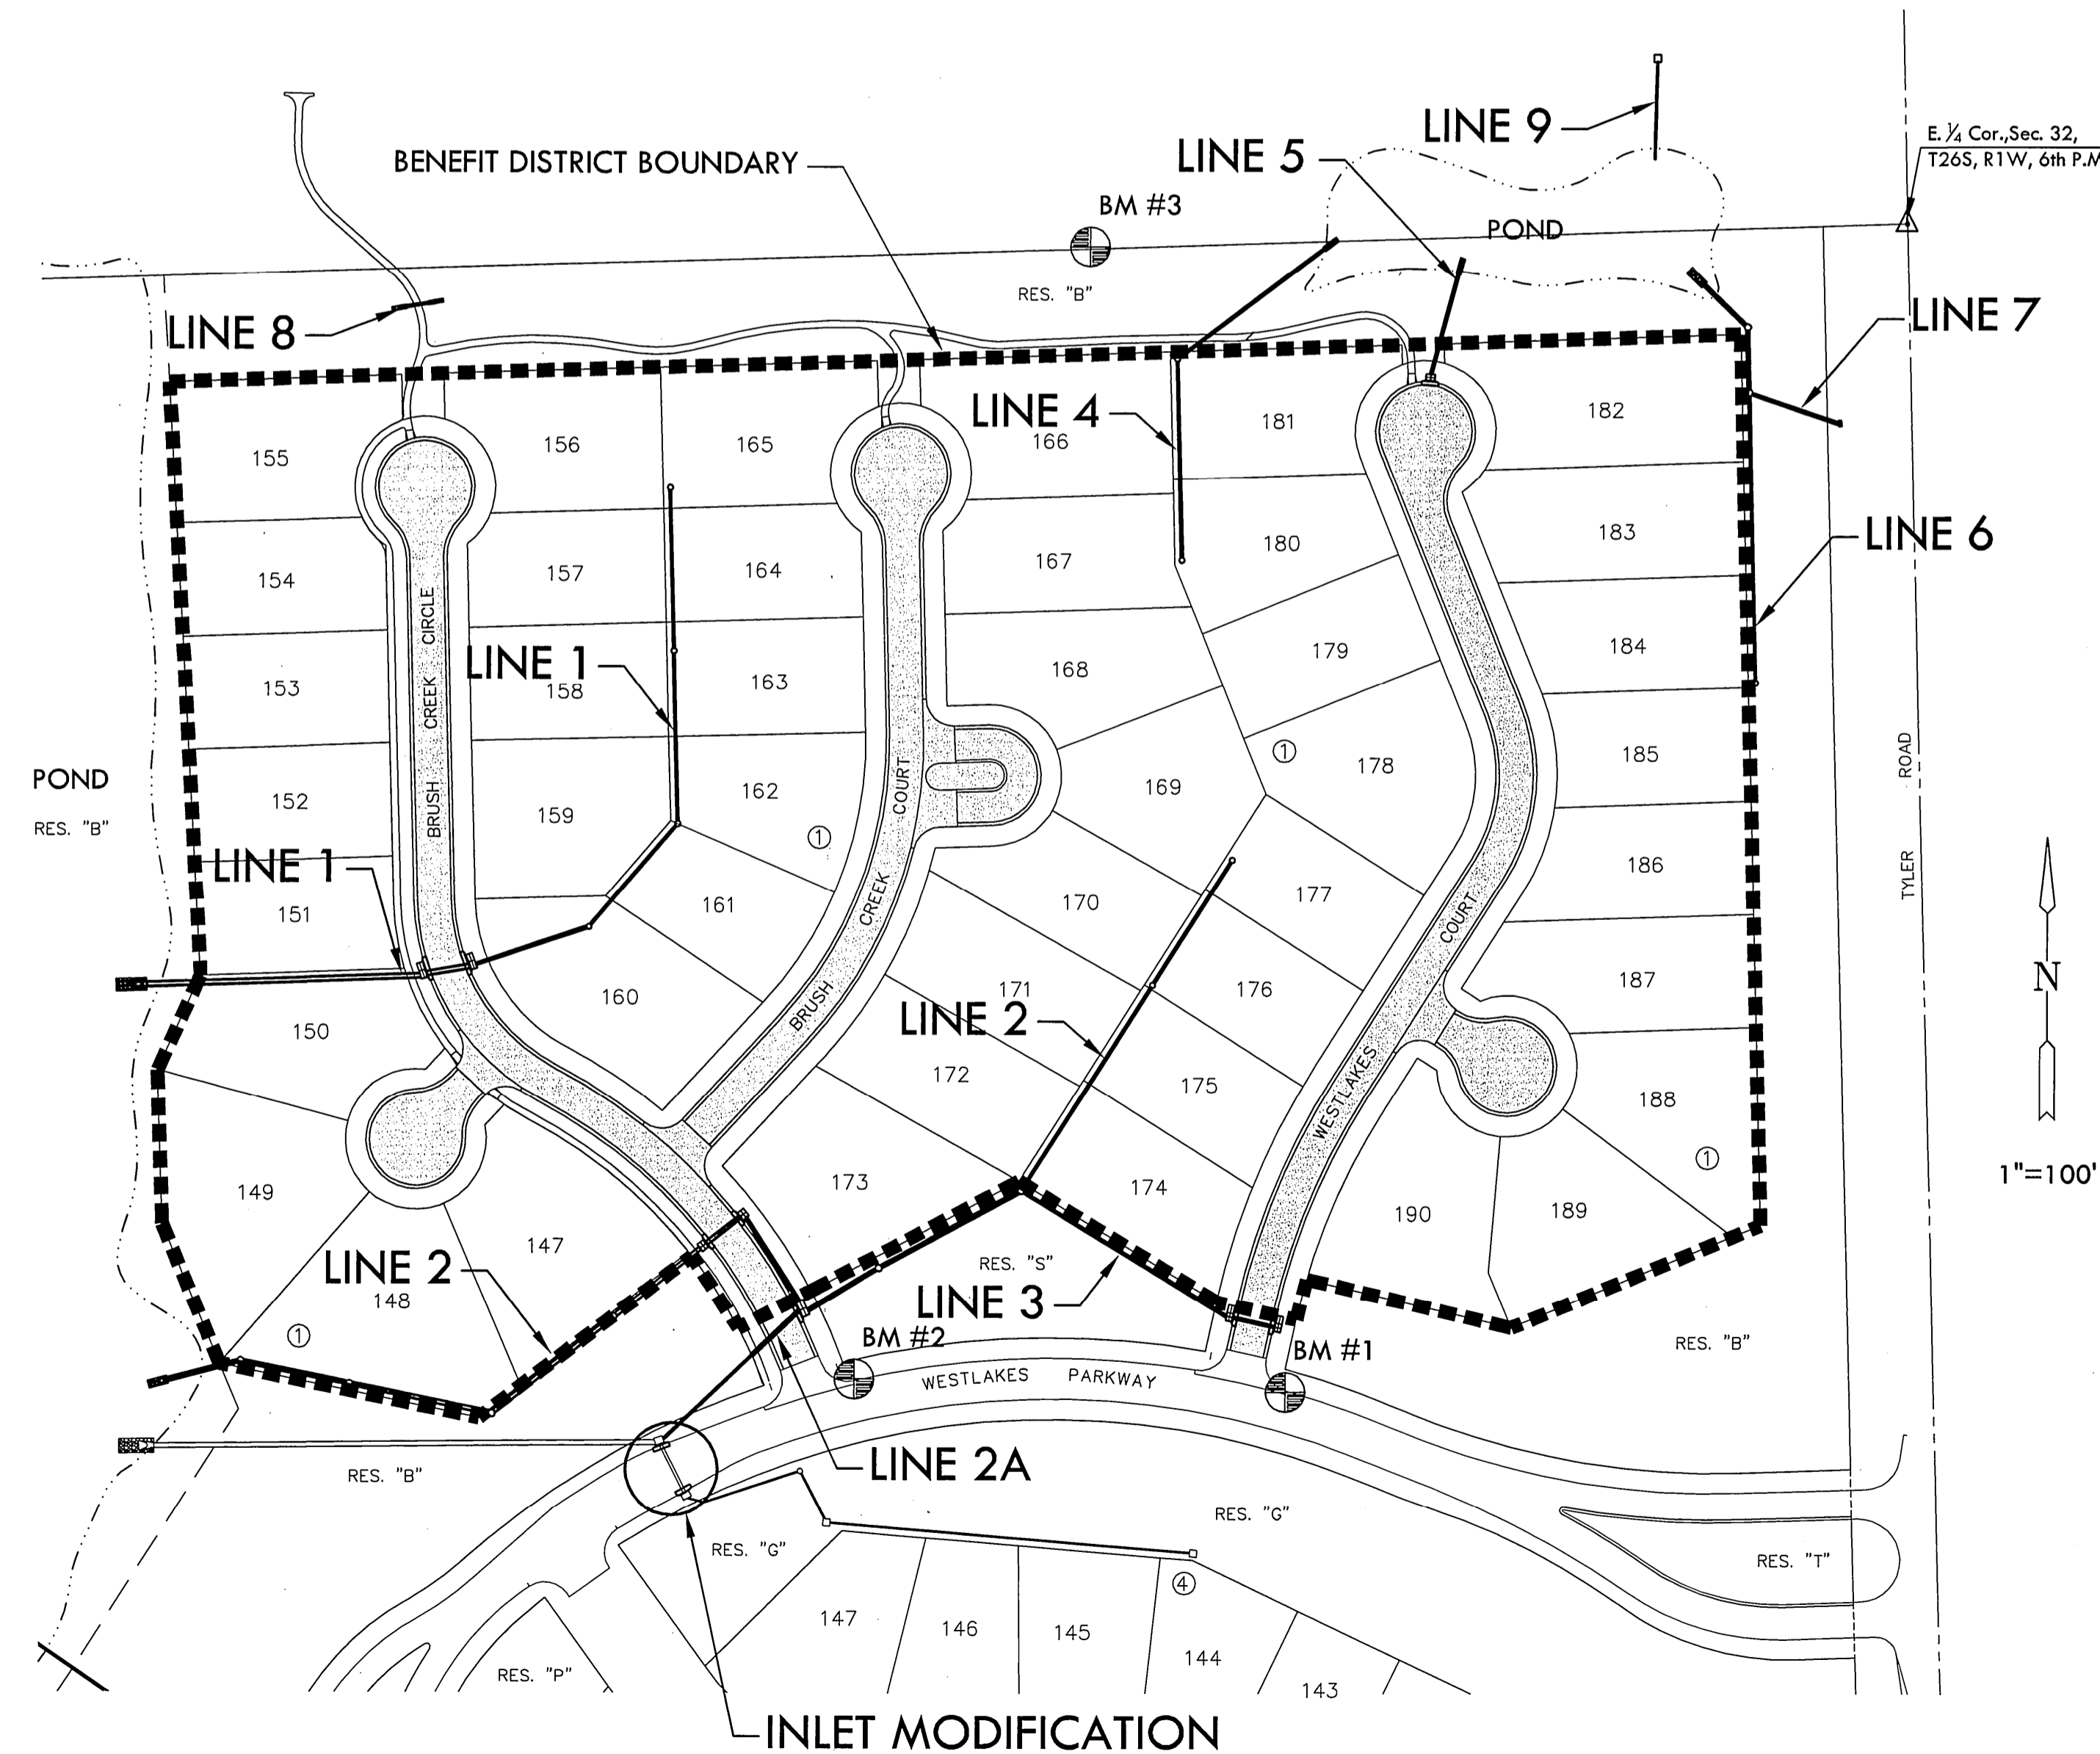 LINE 9
E. ¼ Cor.,Sec. 32,
T26S, R1W, 6th P.M
BENEFIT DISTRICT BOUNDARY
LINE 5
BM #3
POND
RES. "B"
LINE 8
LINE 7
LINE 4
155
156
165
166
181
182
LINE 6
154
157
164
167
180
183
BRUSH CREEK CIRCLE
LINE 1
153
158
163
168
179
184
POND
RES. "B"
152
159
162
1
169
1
178
185
TYLER ROAD
LINE 1
151
161
170
177
186
BRUSH CREEK COURT
WESTLAKES COURT
150
160
171
LINE 2
176
187
N
172
175
188
1
1"=100'
149
147
173
174
190
189
LINE 2
148
1
RES. "S"
LINE 3
BM #2
BM #1
RES. "B"
WESTLAKES PARKWAY
LINE 2A
RES. "B"
RES. "G"
RES. "G"
RES. "T"
4
147
146
145
144
143
RES. "P"
INLET MODIFICATION